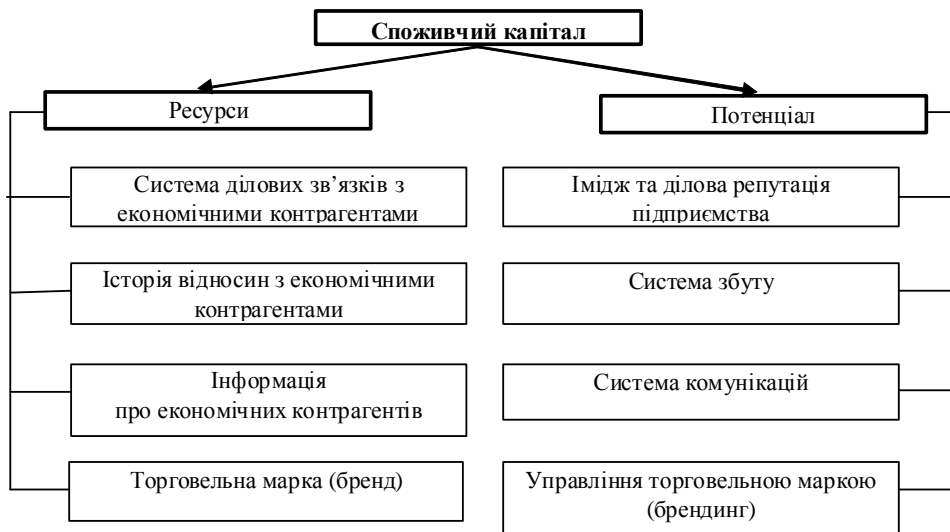 Споживчий капітал
Ресурси
Потенціал
Система ділових зв’язків з
економічними контрагентами
Імідж та ділова репутація
підприємства
Історія відносин з економічними
контрагентами
Система збуту
Інформація
про економічних контрагентів
Система комунікацій
Торговельна марка (бренд)
Управління торговельною маркою
(брендинг)